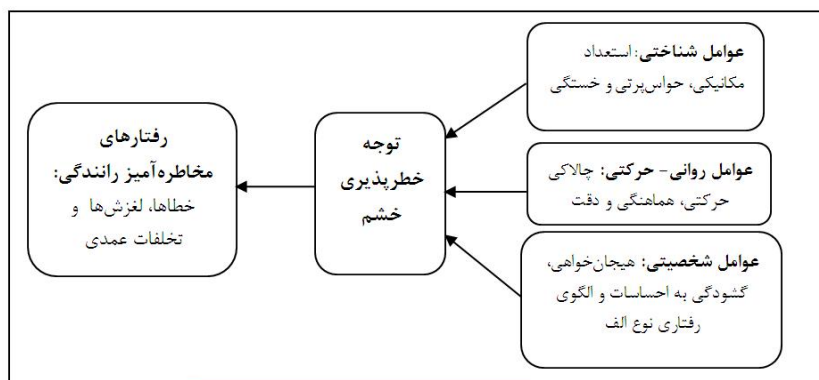 عوامل شناختی: استعداد
مکانیکی، حواس‌پرتی و خستگی
عوامل روانی- حرکتی: چالاکی
حرکتی، هماهنگی و دقت
عوامل شخصیتی: هیجان‌خواهی،
گشودگی به احساسات و الگوی
رفتاری نوع الف
توجه
خطرپذیری
خشم
رفتارهای
مخاطره‌آمیز رانندگی:
خطاها، لغزش‌ها و
تخلفات عمدی